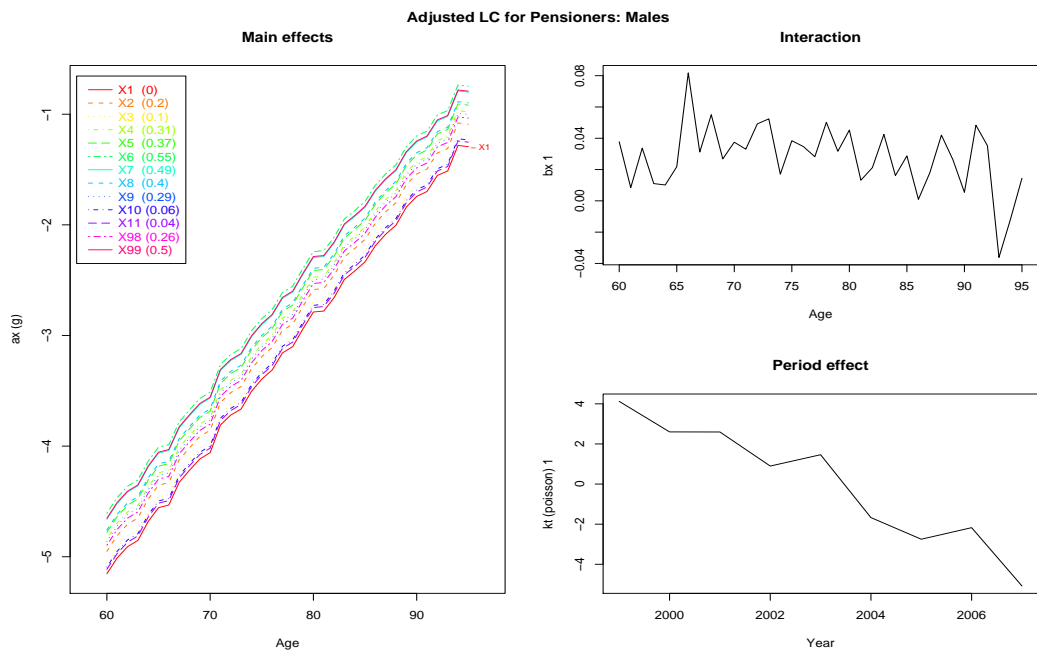 Adjusted LC for Pensioners: Males
Main effects
X1 (0)
X2 (0.2)
X3 (0.1)
X4 (0.31)
X5 (0.37)
X6 (0.55)
X7 (0.49)
X8 (0.4)
X9 (0.29)
X10 (0.06)
X11 (0.04)
X98 (0.26)
X99 (0.5)
X1
ax (g)
-1
-2
-3
-4
-5
60 70 80 90
Age
Interaction
bx 1
0.08
0.04
0.00
−0.04
60 65 70 75 80 85 90 95
Age
Period effect
kt (poisson) 1
4
2
0
-2
-4
2000 2002 2004 2006
Year